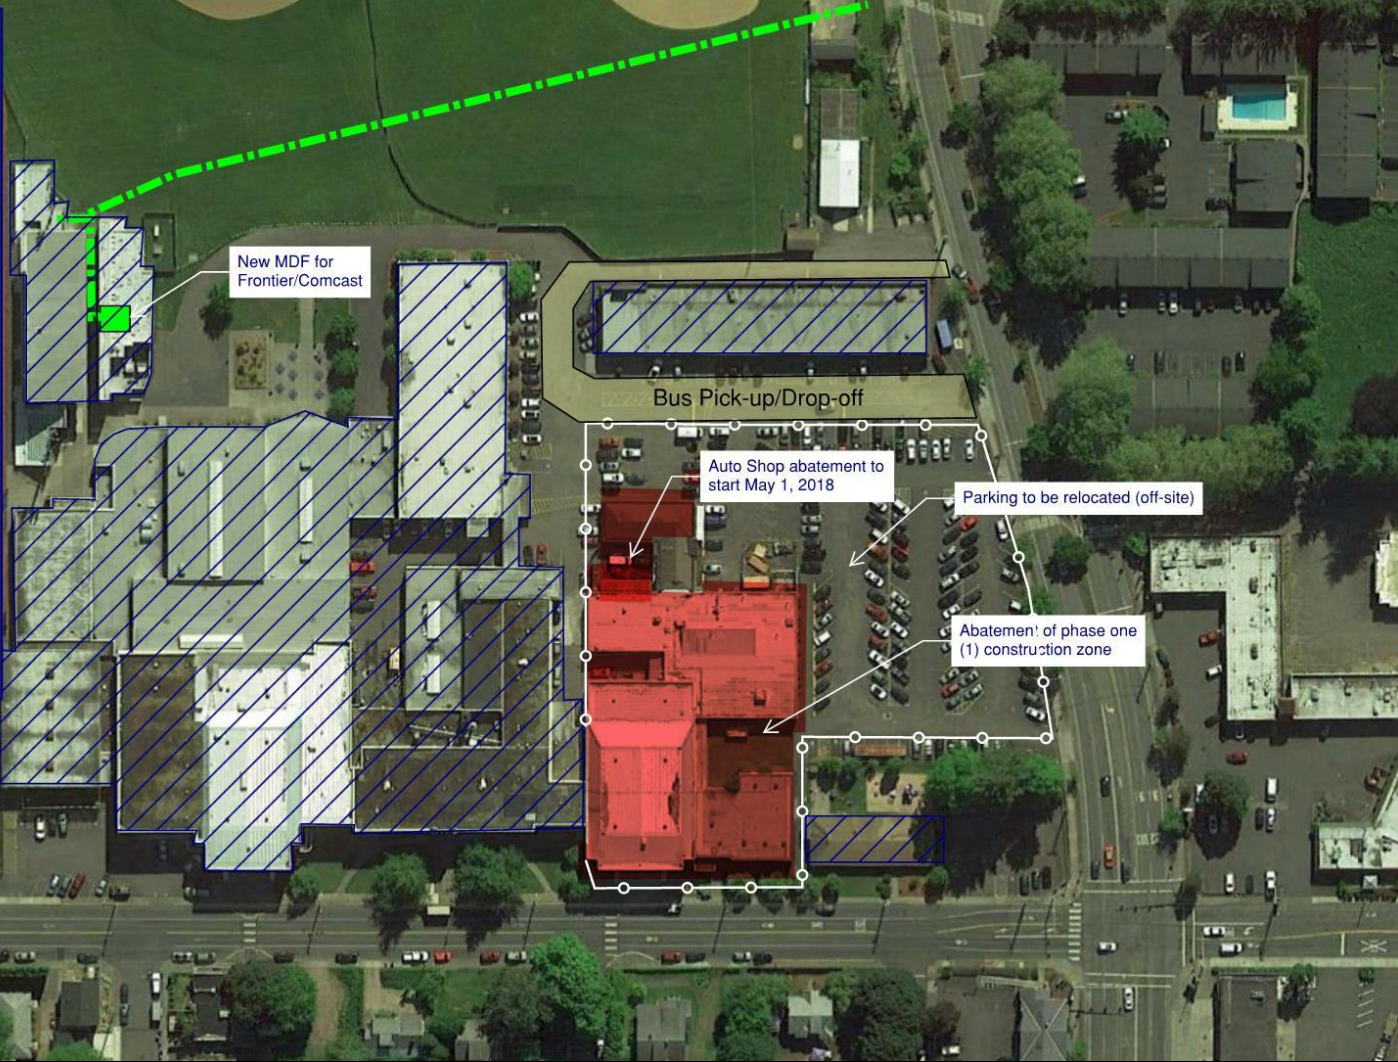 New MDF for
Frontier/Comcast
Bus Pick-up/Drop-off
Auto Shop abatement to
start May 1, 2018
Parking to be relocated (off-site)
Abatement of phase one
(1) construction zone